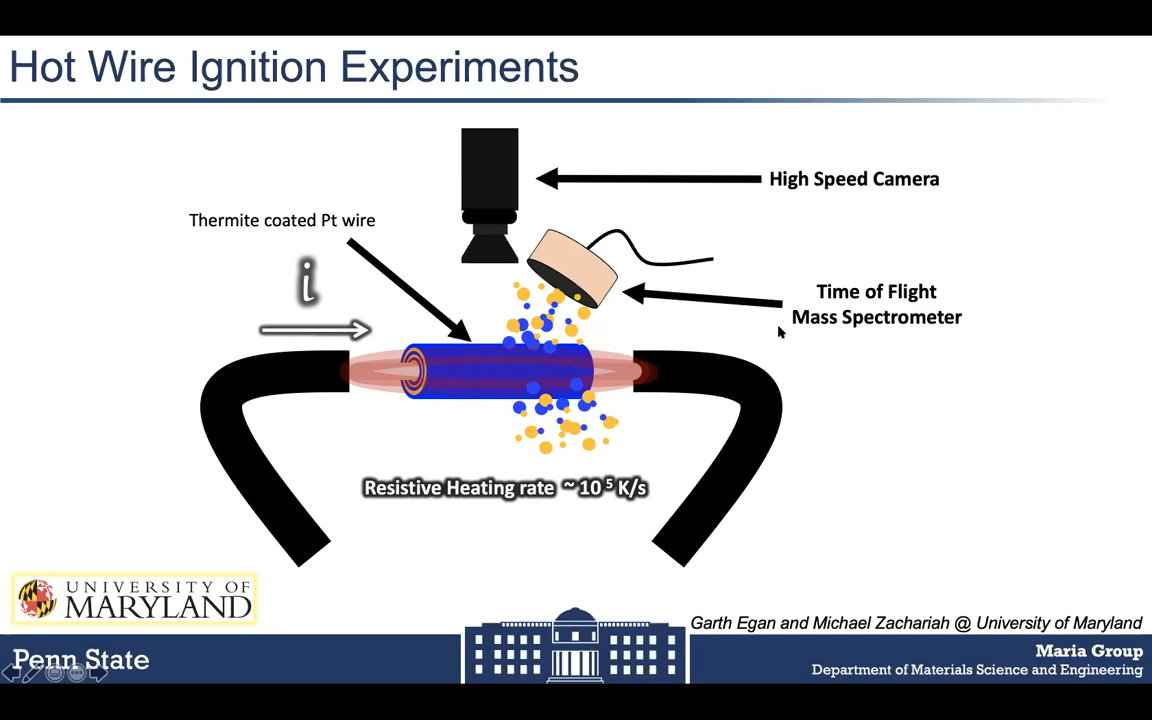 Hot Wire Ignition Experiments
High Speed Camera
Thermite coated Pt wire
i
Time of Flight
Mass Spectrometer
Resistive Heating rate ~ 10 5 K/s
UNIVERSITY OF
MARYLAND
Garth Egan and Michael Zachariah @ University of Maryland
Penn State
Maria Group
Department of Materials Science and Engineering